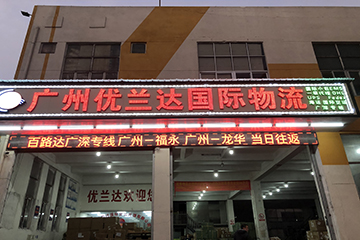 广州优兰达国际物流
百路达广深专线 广州－福永 广州－龙华 当日往返
优兰达欢迎您